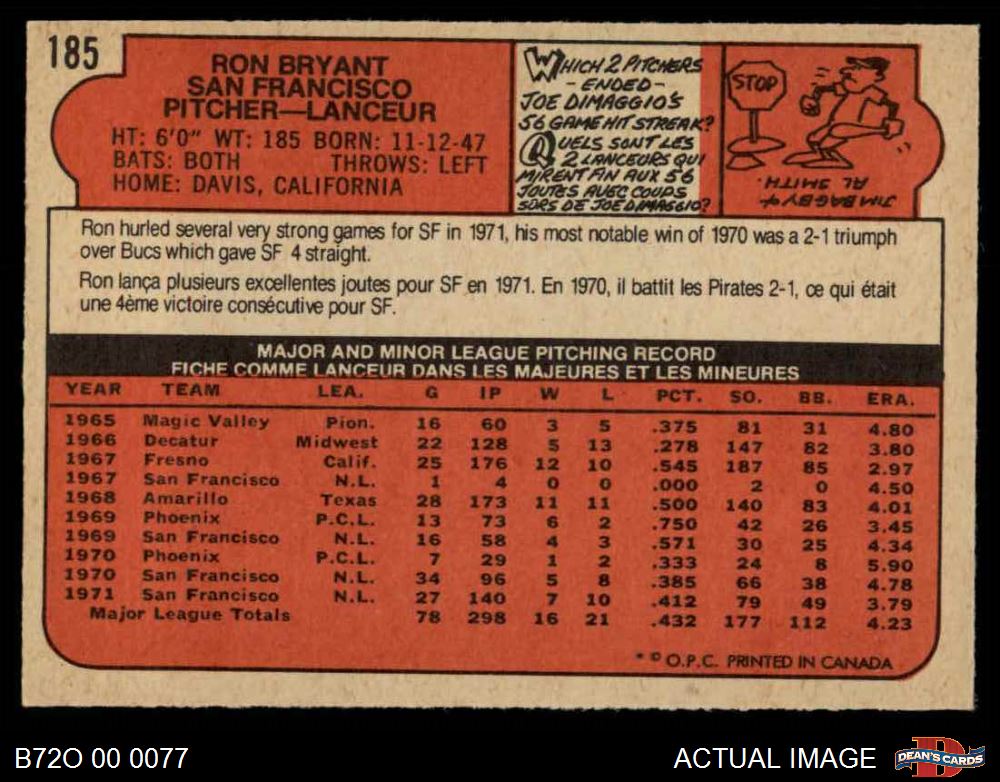 185
RON BRYANT
SAN FRANCISCO
PITCHER—LANCEUR
HT: 6'0" WT: 185 BORN: 11-12-47
BATS: BOTH THROWS: LEFT
HOME: DAVIS, CALIFORNIA
WHICH 2 PITCHERS
- ENDED -
JOE DIMAGGIO'S
56 GAME HIT STREAK?
QUELS SONT LES
2 LANCEURS QUI
MIRENT FIN AUX 56
JOUTES AVEC COUPS
SURS DE JOE DIMAGGIO?
STOP
JIM BAGBY &
AL SMITH.
Ron hurled several very strong games for SF in 1971, his most notable win of 1970 was a 2-1 triumph
over Bucs which gave SF 4 straight.
Ron lança plusieurs excellentes joutes pour SF en 1971. En 1970, il battit les Pirates 2-1, ce qui était
une 4ème victoire consécutive pour SF.
MAJOR AND MINOR LEAGUE PITCHING RECORD
FICHE COMME LANCEUR DANS LES MAJEURES ET LES MINEURES
YEAR TEAM LEA. G IP W L PCT. SO. BB. ERA.
1965 Magic Valley Pion. 16 60 3 5 .375 81 31 4.80
1966 Decatur Midwest 22 128 5 13 .278 147 82 3.80
1967 Fresno Calif. 25 176 12 10 .545 187 85 2.97
1967 San Francisco N.L. 1 4 0 0 .000 2 0 4.50
1968 Amarillo Texas 28 173 11 11 .500 140 83 4.01
1969 Phoenix P.C.L. 13 73 6 2 .750 42 26 3.45
1969 San Francisco N.L. 16 58 4 3 .571 30 25 4.34
1970 Phoenix P.C.L. 7 29 1 2 .333 24 8 5.90
1970 San Francisco N.L. 34 96 5 8 .385 66 38 4.78
1971 San Francisco N.L. 27 140 7 10 .412 79 49 3.79
Major League Totals 78 298 16 21 .432 177 112 4.23
* © O.P.C. PRINTED IN CANADA
B72O 00 0077
ACTUAL IMAGE
D
DEAN'S CARDS